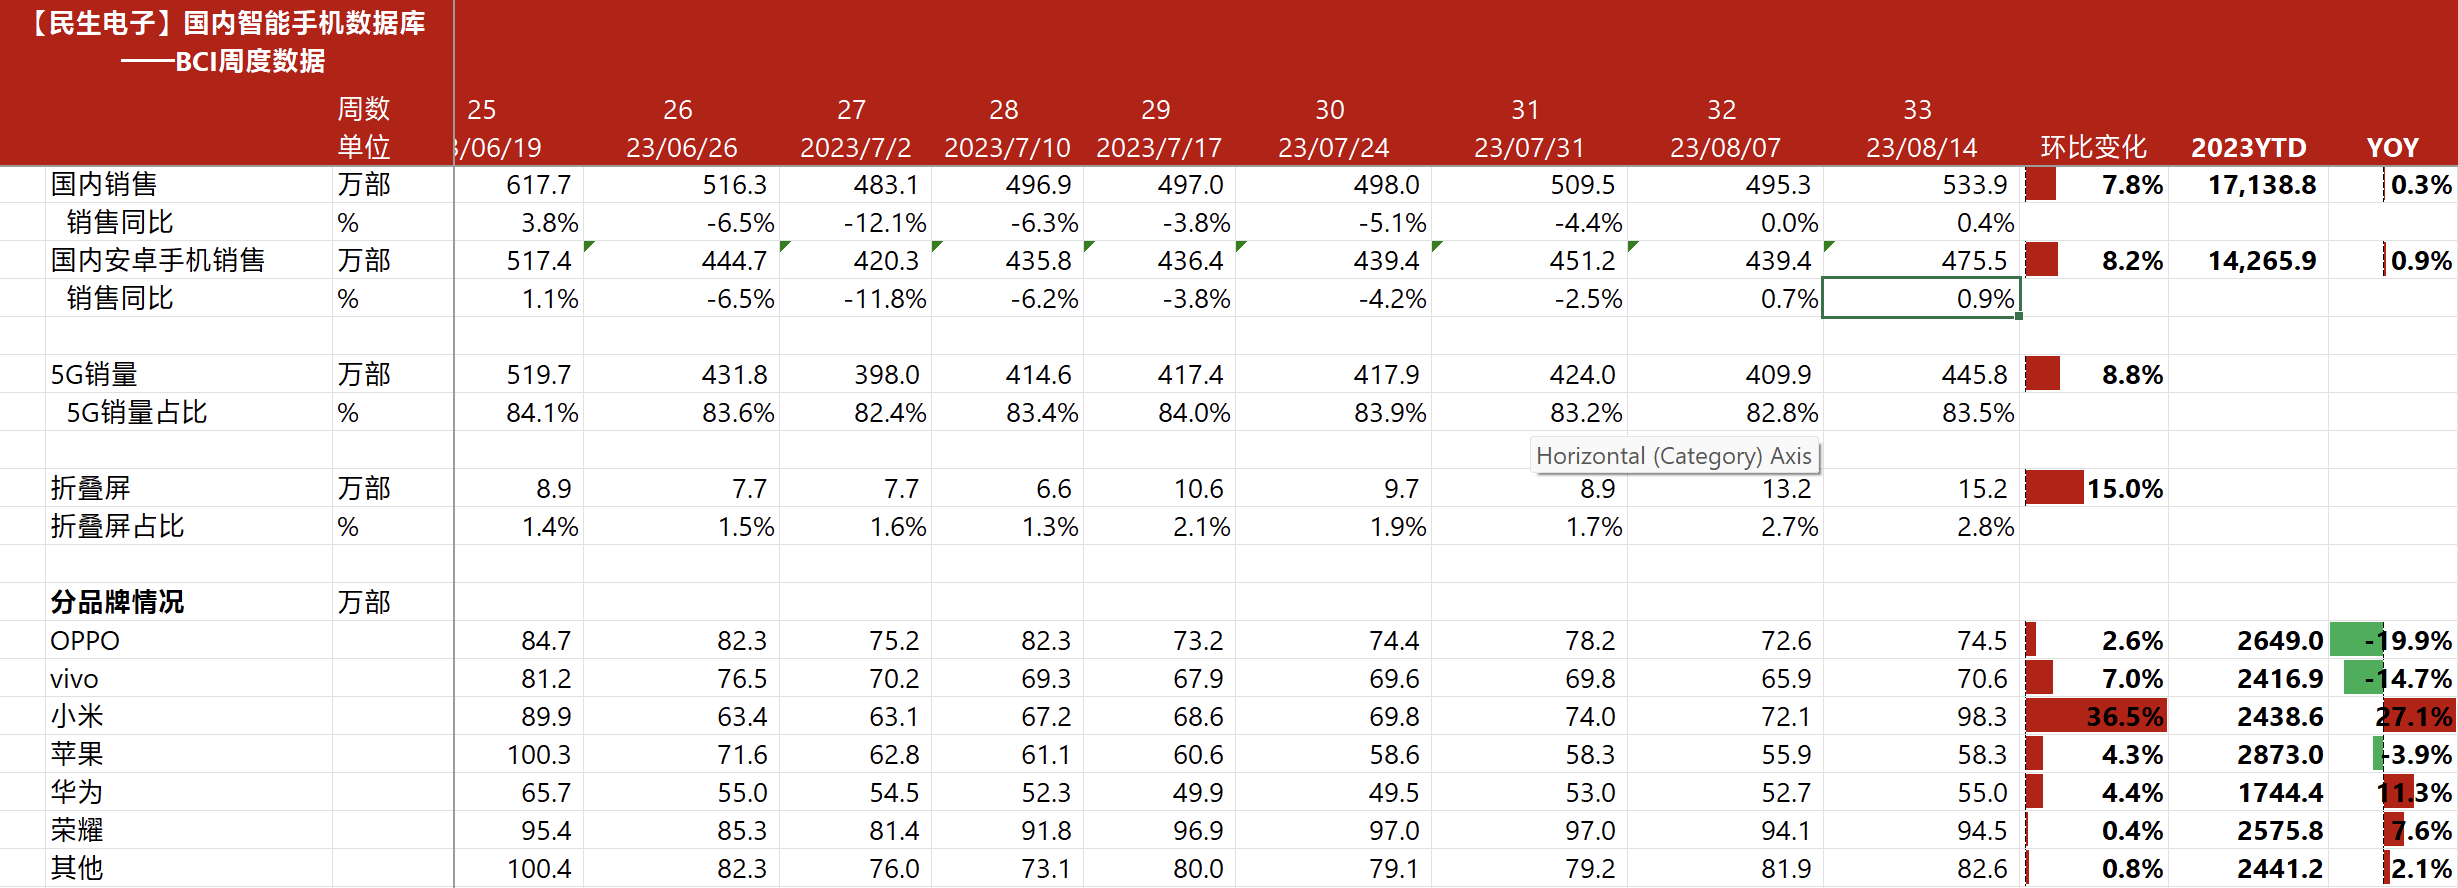 【民生电子】国内智能手机数据库
——BCI周度数据
周数 25 26 27 28 29 30 31 32 33
单位 /06/19 23/06/26 2023/7/2 2023/7/10 2023/7/17 23/07/24 23/07/31 23/08/07 23/08/14 环比变化 2023YTD YOY
国内销售 万部 617.7 516.3 483.1 496.9 497.0 498.0 509.5 495.3 533.9 7.8% 17,138.8 0.3%
销售同比 % 3.8% -6.5% -12.1% -6.3% -3.8% -5.1% -4.4% 0.0% 0.4%
国内安卓手机销售 万部 517.4 444.7 420.3 435.8 436.4 439.4 451.2 439.4 475.5 8.2% 14,265.9 0.9%
销售同比 % 1.1% -6.5% -11.8% -6.2% -3.8% -4.2% -2.5% 0.7% 0.9%
5G销量 万部 519.7 431.8 398.0 414.6 417.4 417.9 424.0 409.9 445.8 8.8%
5G销量占比 % 84.1% 83.6% 82.4% 83.4% 84.0% 83.9% 83.2% 82.8% 83.5%
Horizontal (Category) Axis
折叠屏 万部 8.9 7.7 7.7 6.6 10.6 9.7 8.9 13.2 15.2 15.0%
折叠屏占比 % 1.4% 1.5% 1.6% 1.3% 2.1% 1.9% 1.7% 2.7% 2.8%
分品牌情况 万部
OPPO 84.7 82.3 75.2 82.3 73.2 74.4 78.2 72.6 74.5 2.6% 2649.0 -19.9%
vivo 81.2 76.5 70.2 69.3 67.9 69.6 69.8 65.9 70.6 7.0% 2416.9 -14.7%
小米 89.9 63.4 63.1 67.2 68.6 69.8 74.0 72.1 98.3 36.5% 2438.6 27.1%
苹果 100.3 71.6 62.8 61.1 60.6 58.6 58.3 55.9 58.3 4.3% 2873.0 -3.9%
华为 65.7 55.0 54.5 52.3 49.9 49.5 53.0 52.7 55.0 4.4% 1744.4 11.3%
荣耀 95.4 85.3 81.4 91.8 96.9 97.0 97.0 94.1 94.5 0.4% 2575.8 7.6%
其他 100.4 82.3 76.0 73.1 80.0 79.1 79.2 81.9 82.6 0.8% 2441.2 2.1%